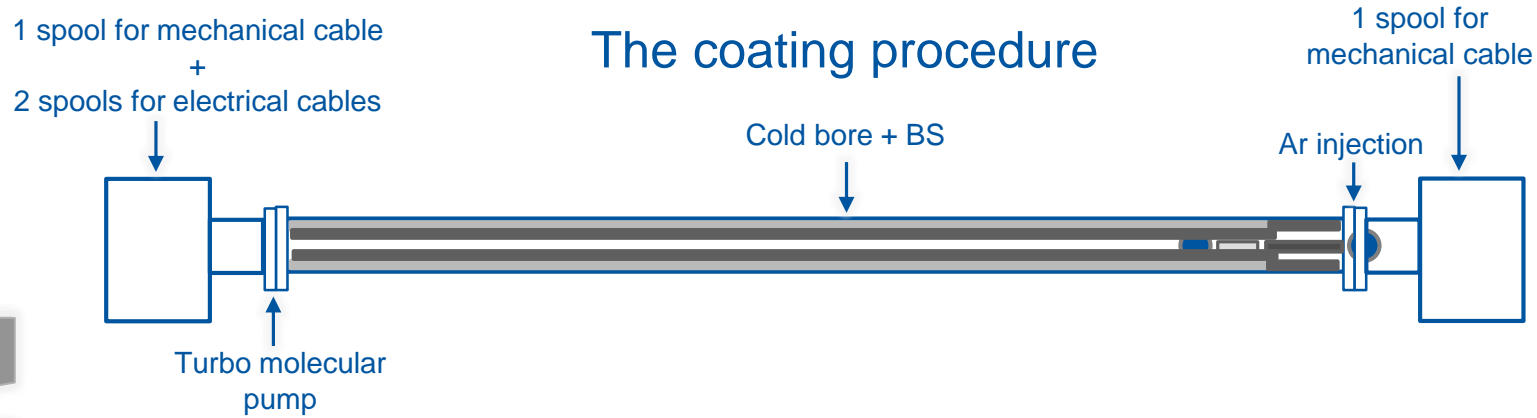 The coating procedure
1 spool for mechanical cable
+
2 spools for electrical cables
Cold bore + BS
Ar injection
1 spool for
mechanical cable
Turbo molecular
pump